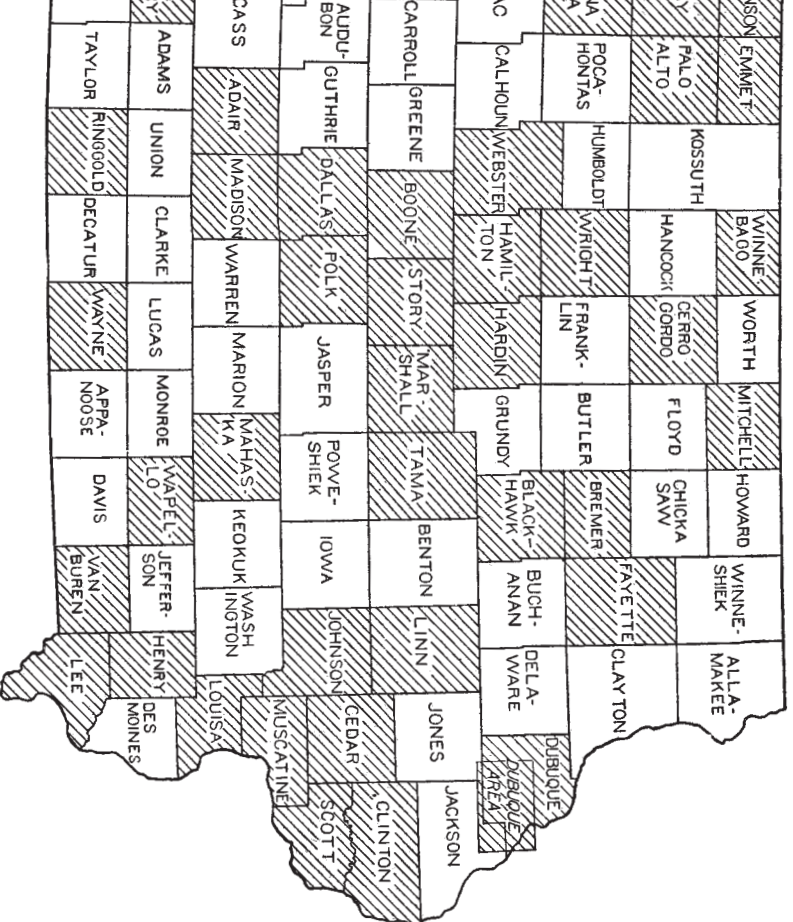 NSON
EMMET
WINNE-
BAGO
WORTH
MITCHELL
HOWARD
WINNE-
SHIEK
ALLA-
MAKEE
Y
PALO
ALTO
KOSSUTH
HANCOCK
CERRO
GORDO
FLOYD
CHICKA
SAW
FAYETTE
CLAYTON
NA
A
POCA-
HONTAS
HUMBOLDT
WRIGHT
FRANK-
LIN
BUTLER
BREMER
AC
CALHOUN
WEBSTER
HAMIL-
TON
HARDIN
GRUNDY
BLACK-
HAWK
BUCH-
ANAN
DELA-
WARE
DUBUQUE
DUBUQUE
AREA
CARROLL
GREENE
BOONE
STORY
MAR-
SHALL
TAMA
BENTON
LINN
JONES
JACKSON
AUDU-
BON
GUTHRIE
DALLAS
POLK
JASPER
POWE-
SHIEK
IOWA
JOHNSON
CEDAR
CLINTON
SCOTT
CASS
ADAIR
MADISON
WARREN
MARION
MAHAS-
KA
KEOKUK
WASH
INGTON
LOUISA
MUSCATINE
EY
ADAMS
UNION
CLARKE
LUCAS
MONROE
WAPEL-
LO
JEFFER-
SON
HENRY
DES
MOINES
TAYLOR
RINGGOLD
DECATUR
WAYNE
APPA-
NOOSE
DAVIS
VAN
BUREN
LEE